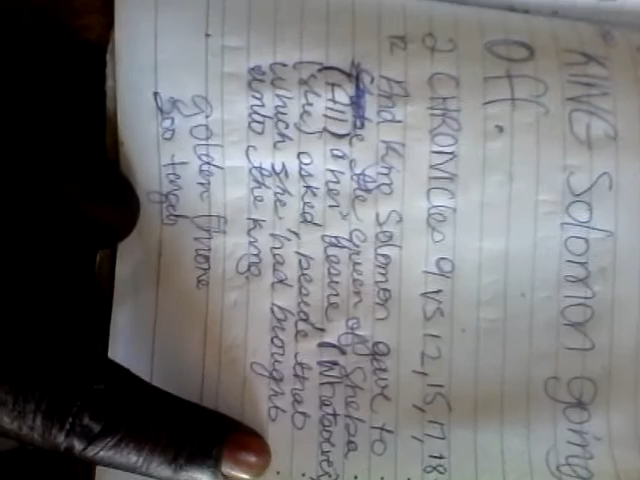 KING Solomon going
Off.
2 CHRONICles 9 vs 12, 15, 17, 18
12 And King Solomon gave to
the Queen of Sheba
(All) oher desire, (Whatsoever)
(she) asked, beside that
which she had brought
unto the king.
golden throne
300